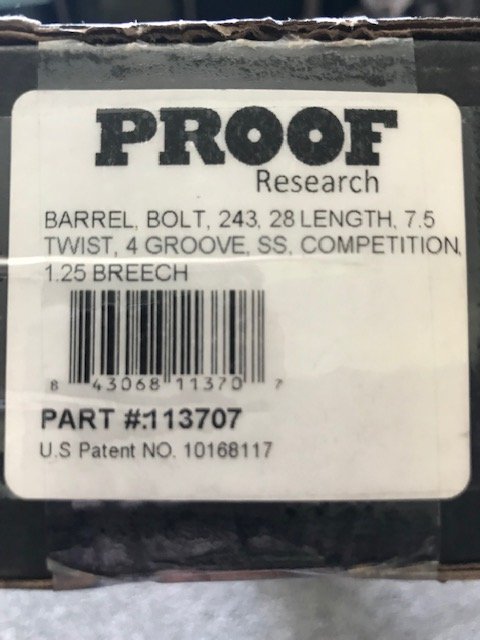 PROOF
Research
BARREL, BOLT, 243, 28 LENGTH, 7.5
TWIST, 4 GROOVE, SS, COMPETITION,
1.25 BREECH
8 43068 11370 7
PART #:113707
U.S Patent NO. 10168117